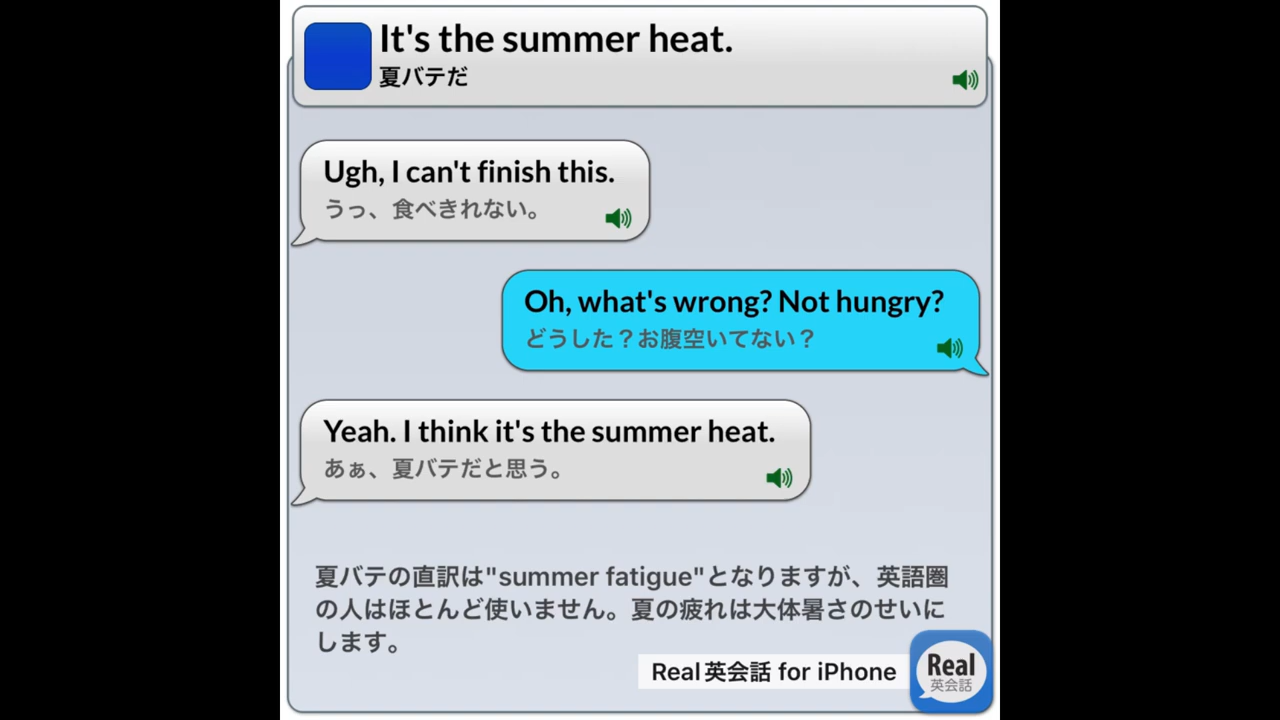 It's the summer heat.
夏バテだ
Ugh, I can't finish this.
うっ、食べきれない。
Oh, what's wrong? Not hungry?
どうした？お腹空いてない？
Yeah. I think it's the summer heat.
あぁ、夏バテだと思う。
夏バテの直訳は"summer fatigue"となりますが、英語圏
の人はほとんど使いません。夏の疲れは大体暑さのせいに
します。
Real英会話 for iPhone
Real
英会話